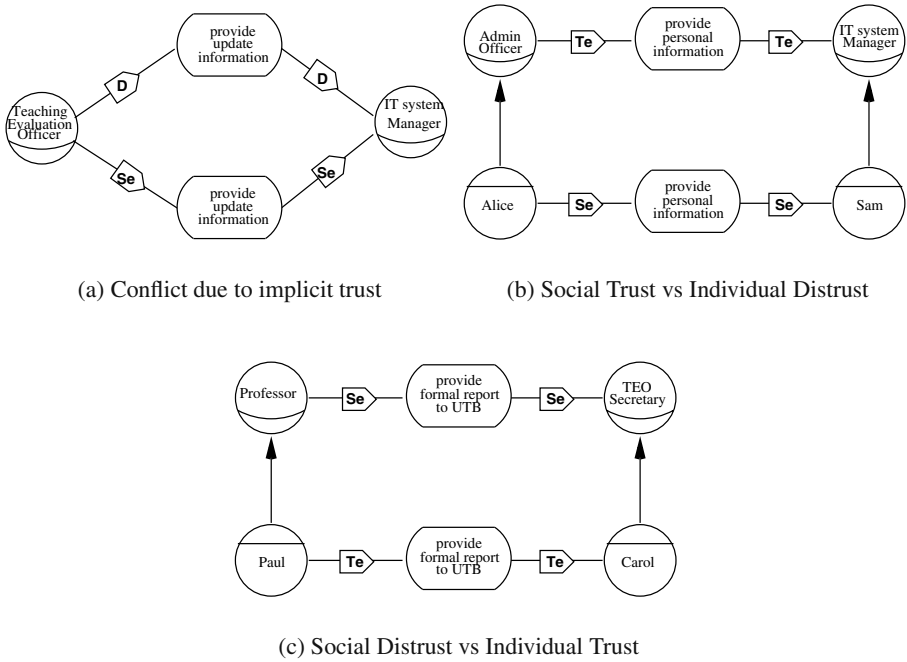 provide
update
information
D
D
Teaching
Evaluation
Officer
IT system
Manager
Se
Se
provide
update
information
(a) Conflict due to implicit trust
Admin
Officer
Te
provide
personal
information
Te
IT system
Manager
Alice
Se
provide
personal
information
Se
Sam
(b) Social Trust vs Individual Distrust
Professor
Se
provide
formal report
to UTB
Se
TEO
Secretary
Paul
Te
provide
formal report
to UTB
Te
Carol
(c) Social Distrust vs Individual Trust